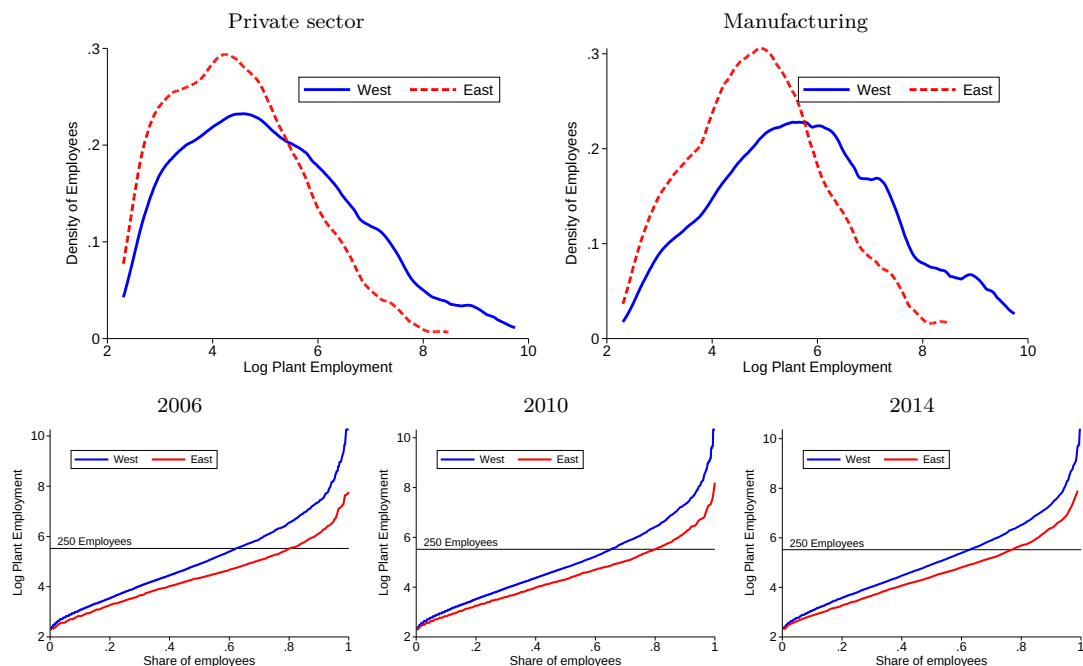 Private sector
Density of Employees
.3
.2
.1
0
West East
2 4 6 8 10
Log Plant Employment
Manufacturing
Density of Employees
.3
.2
.1
0
West East
2 4 6 8 10
Log Plant Employment
2006
Log Plant Employment
10
8
6
4
2
West East
250 Employees
0 .2 .4 .6 .8 1
Share of employees
2010
Log Plant Employment
10
8
6
4
2
West East
250 Employees
0 .2 .4 .6 .8 1
Share of employees
2014
Log Plant Employment
10
8
6
4
2
West East
250 Employees
0 .2 .4 .6 .8 1
Share of employees